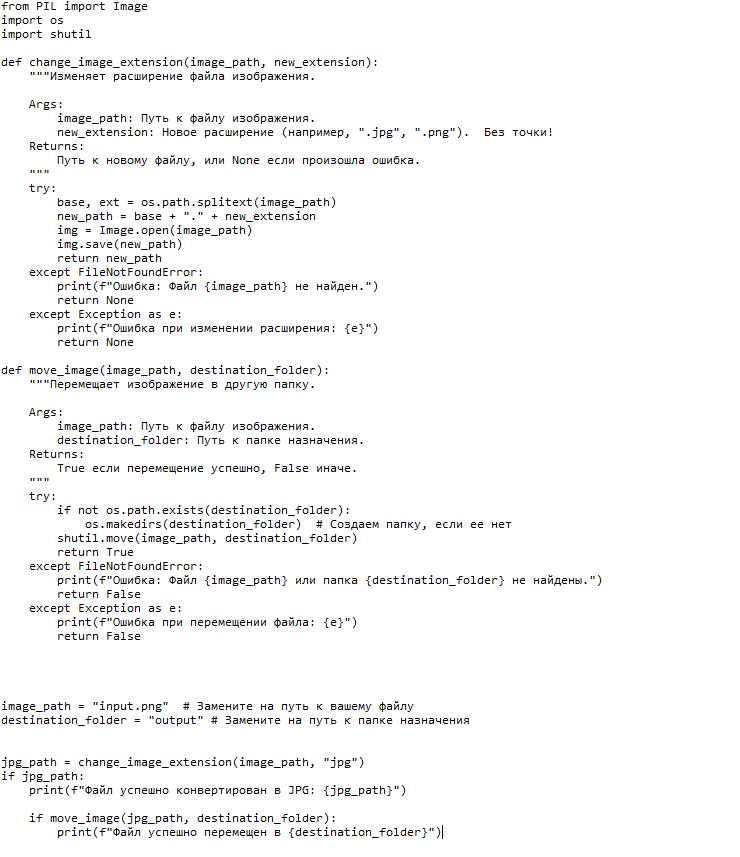 from PIL import Image
import os
import shutil

def change_image_extension(image_path, new_extension):
    """Изменяет расширение файла изображения.

    Args:
        image_path: Путь к файлу изображения.
        new_extension: Новое расширение (например, ".jpg", ".png").  Без точки!
    Returns:
        Путь к новому файлу, или None если произошла ошибка.
    """
    try:
        base, ext = os.path.splitext(image_path)
        new_path = base + "." + new_extension
        img = Image.open(image_path)
        img.save(new_path)
        return new_path
    except FileNotFoundError:
        print(f"Ошибка: Файл {image_path} не найден.")
        return None
    except Exception as e:
        print(f"Ошибка при изменении расширения: {e}")
        return None

def move_image(image_path, destination_folder):
    """Перемещает изображение в другую папку.

    Args:
        image_path: Путь к файлу изображения.
        destination_folder: Путь к папке назначения.
    Returns:
        True если перемещение успешно, False иначе.
    """
    try:
        if not os.path.exists(destination_folder):
            os.makedirs(destination_folder)  # Создаем папку, если ее нет
        shutil.move(image_path, destination_folder)
        return True
    except FileNotFoundError:
        print(f"Ошибка: Файл {image_path} или папка {destination_folder} не найдены.")
        return False
    except Exception as e:
        print(f"Ошибка при перемещении файла: {e}")
        return False

image_path = "input.png"  # Замените на путь к вашему файлу
destination_folder = "output" # Замените на путь к папке назначения

jpg_path = change_image_extension(image_path, "jpg")
if jpg_path:
    print(f"Файл успешно конвертирован в JPG: {jpg_path}")

    if move_image(jpg_path, destination_folder):
        print(f"Файл успешно перемещен в {destination_folder}")